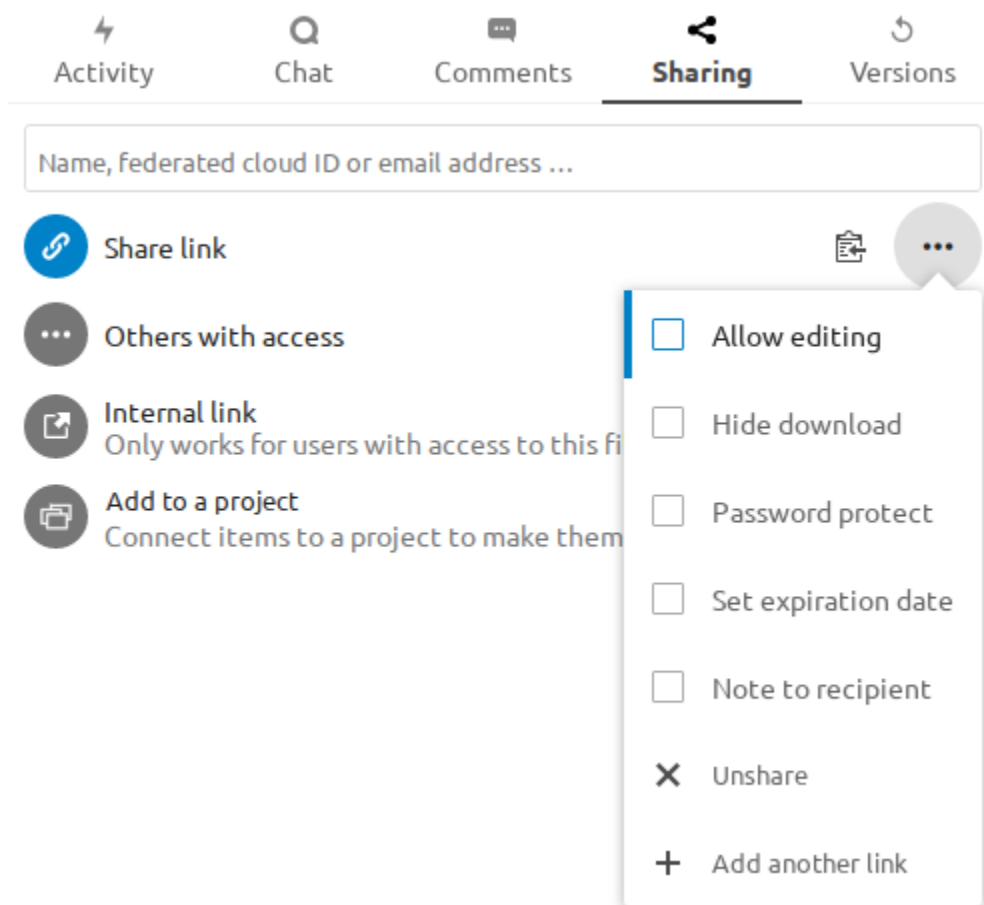 Activity
Chat
Comments
Sharing
Versions
Name, federated cloud ID or email address ...
Share link
Others with access
Internal link
Only works for users with access to this fi
Add to a project
Connect items to a project to make them
Allow editing
Hide download
Password protect
Set expiration date
Note to recipient
Unshare
Add another link